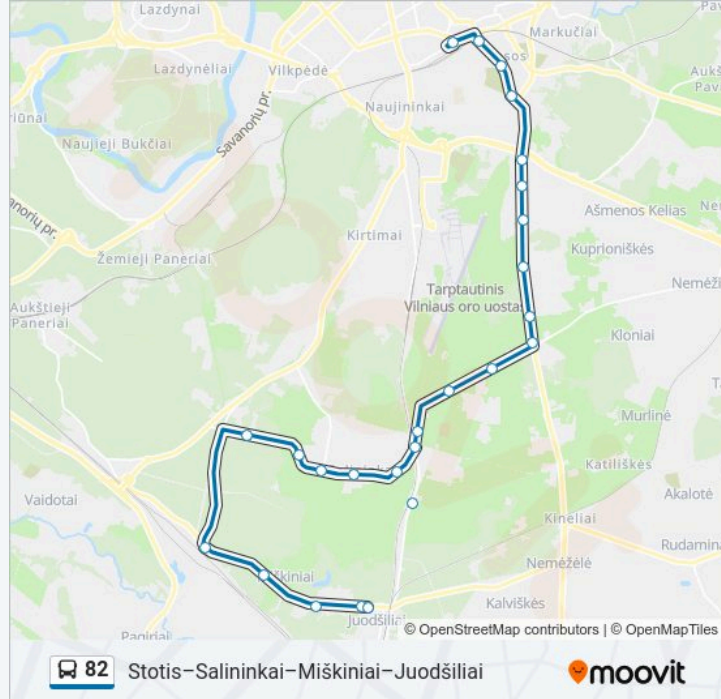 Lazdynai
Markučiai
Lazdynėliai
Vilkpėdė
Naujininkai
Naujieji Bukčiai
Savanorių pr.
Ašmenos Kelias
Kirtimai
Žemieji Paneriai
Kuprioniškės
Tarptautinis
Vilniaus oro uostas
Aukštieji
Paneriai
Kloniai
Murlinė
Katiliškės
Vaidotai
Akalotė
Kineliai
Nemėžėlė
Kalviškės
Juodšiliai
© OpenStreetMap contributors | © OpenMapTiles
82 Stotis–Salininkai–Miškiniai–Juodšiliai
moovit